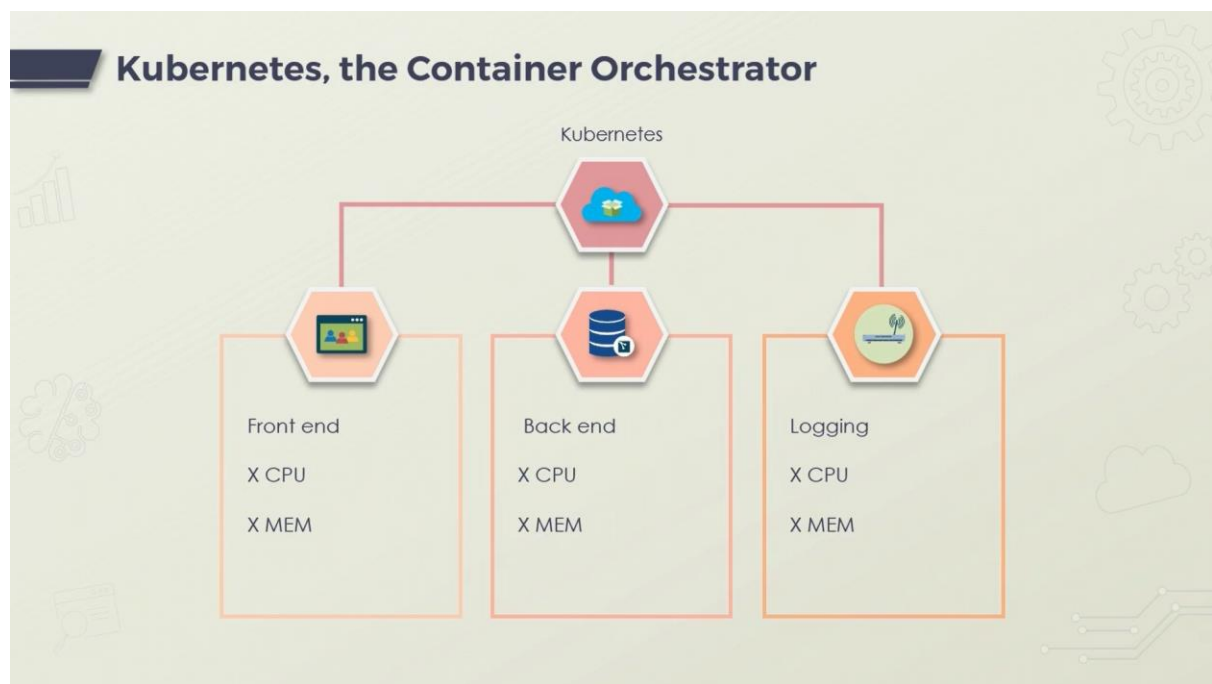 Kubernetes, the Container Orchestrator
Kubernetes
Front end
X CPU
X MEM
Back end
X CPU
X MEM
Logging
X CPU
X MEM